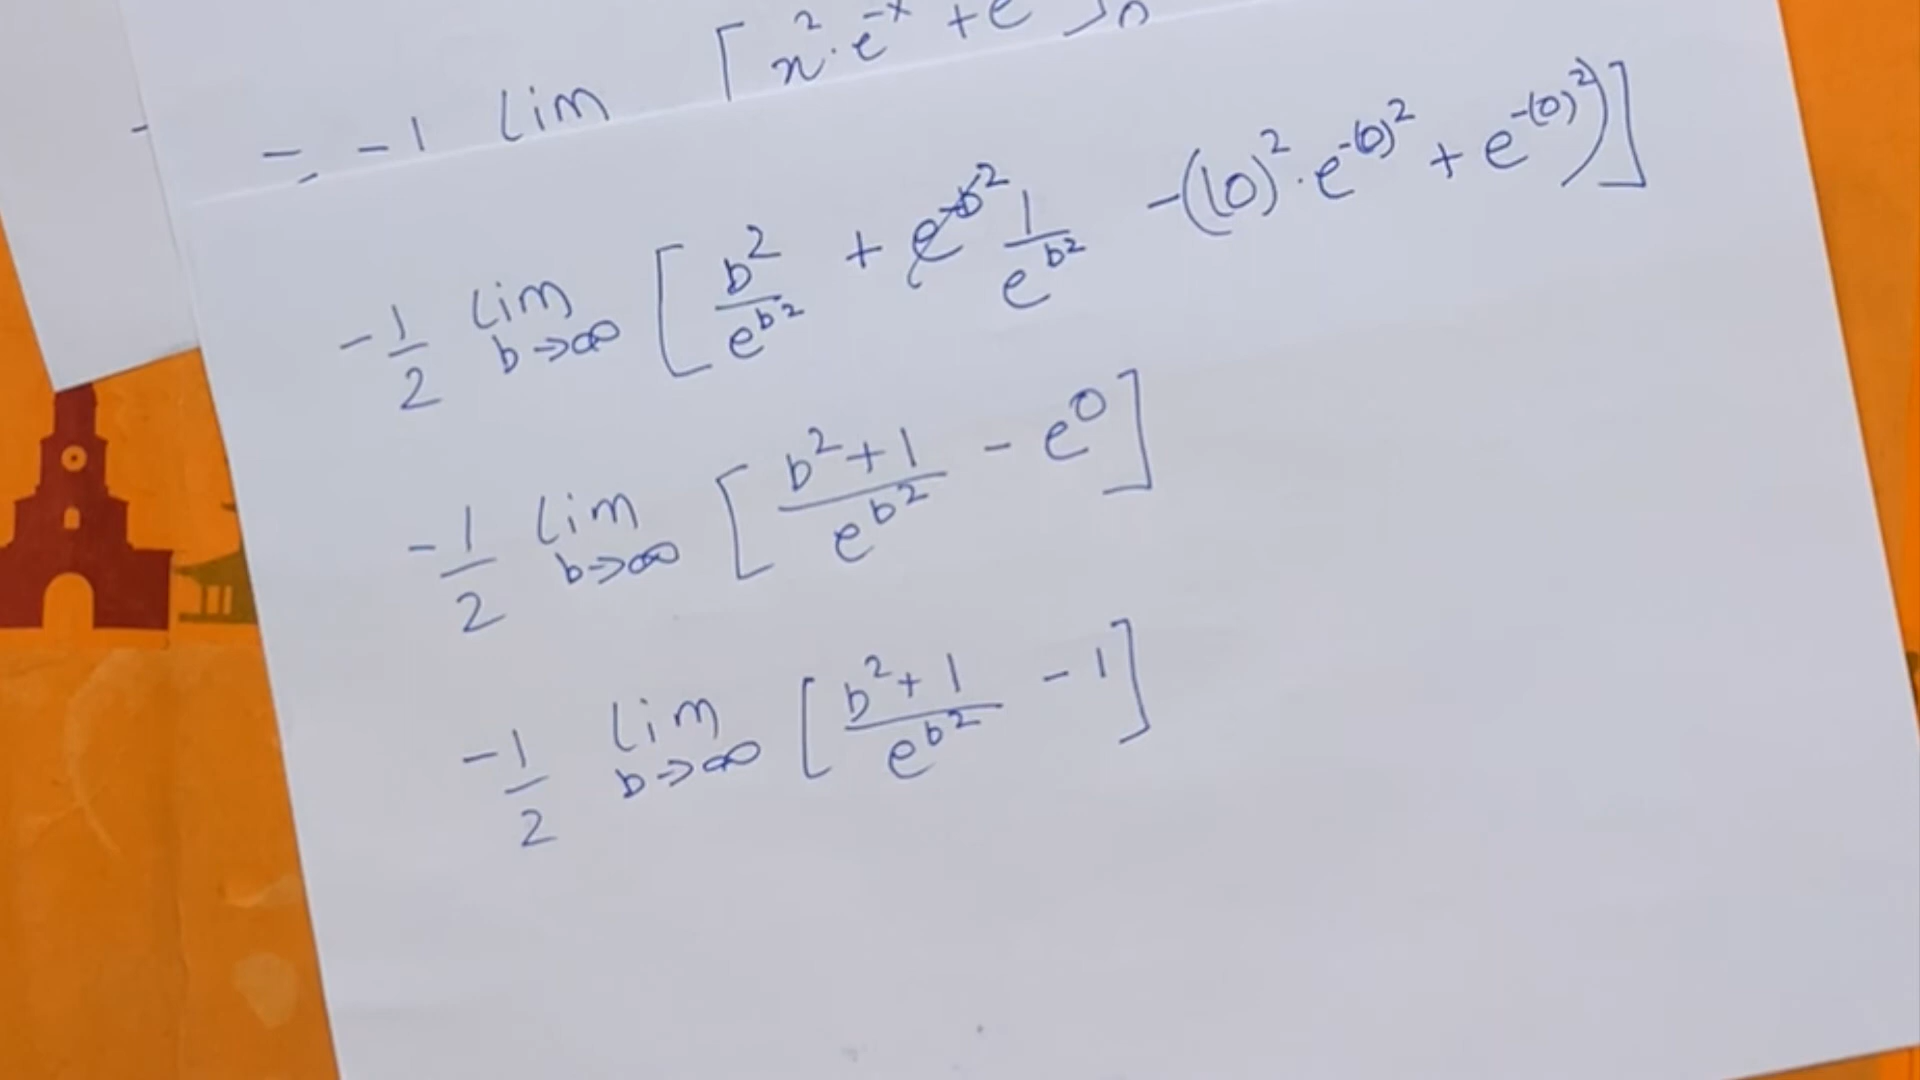 [x² · e^-x + e ]₀
= -1 lim
-1/2 lim b→∞ [b²/e^b² + e^-b² 1/e^b² -((0)² · e^-(0)² + e^-(0)²)]
-1/2 lim b→∞ [(b²+1)/e^b² - e⁰]
-1/2 lim b→∞ [(b²+1)/e^b² - 1]